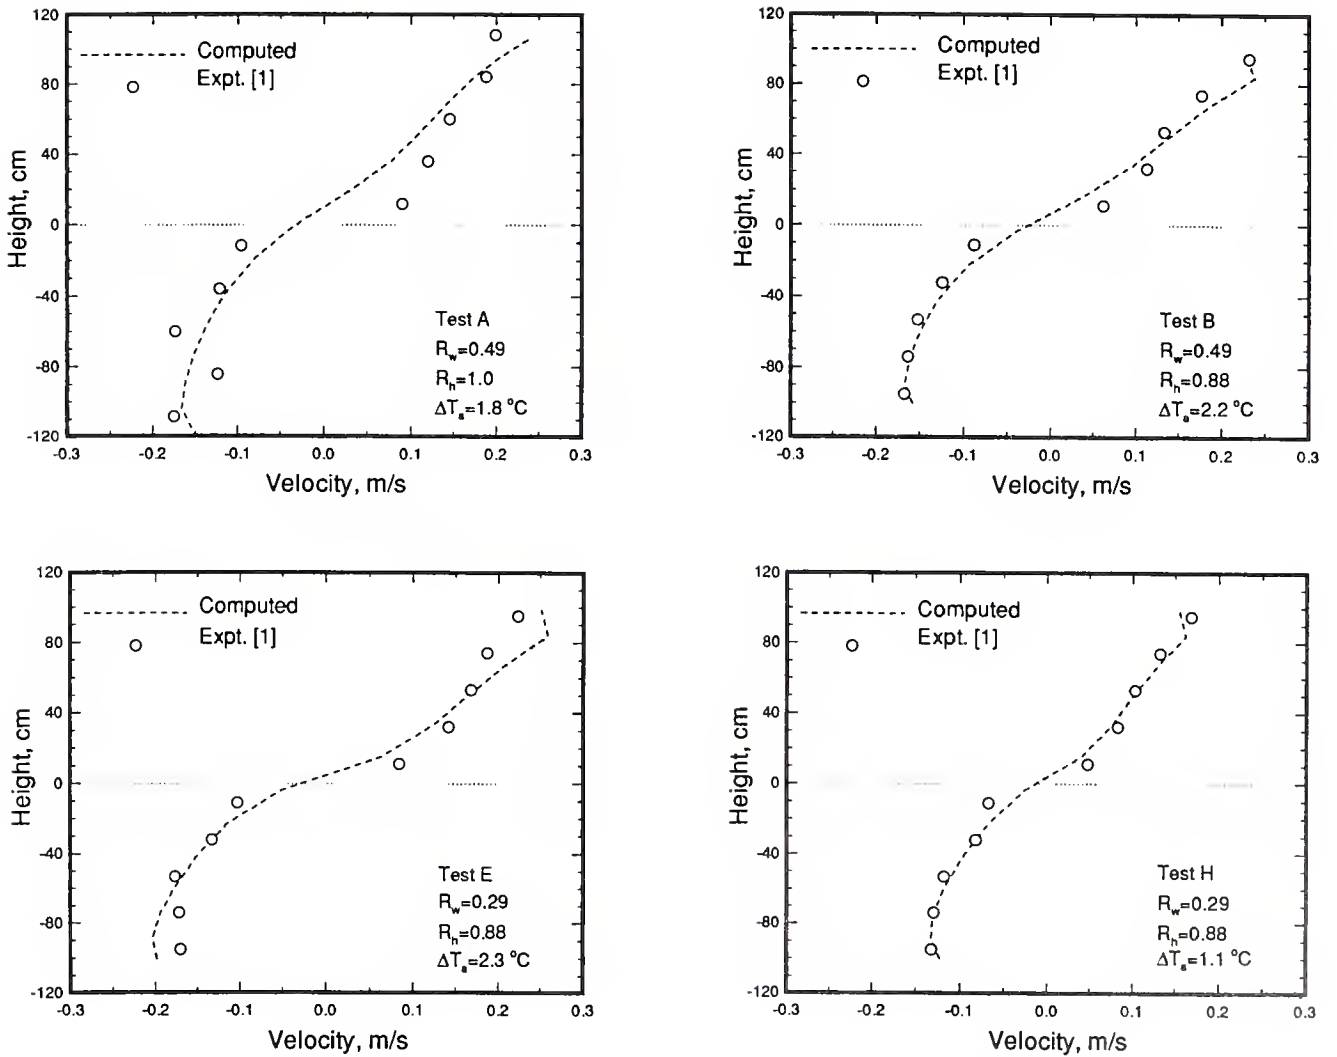 120
80
40
0
-40
-80
-120
Height, cm
Computed
Expt. [1]
Test A
R_w=0.49
R_h=1.0
ΔT_a=1.8 °C
-0.3 -0.2 -0.1 0.0 0.1 0.2 0.3
Velocity, m/s
120
80
40
0
-40
-80
-120
Height, cm
Computed
Expt. [1]
Test B
R_w=0.49
R_h=0.88
ΔT_a=2.2 °C
-0.3 -0.2 -0.1 0.0 0.1 0.2 0.3
Velocity, m/s
120
80
40
0
-40
-80
-120
Height, cm
Computed
Expt. [1]
Test E
R_w=0.29
R_h=0.88
ΔT_a=2.3 °C
-0.3 -0.2 -0.1 0.0 0.1 0.2 0.3
Velocity, m/s
120
80
40
0
-40
-80
-120
Height, cm
Computed
Expt. [1]
Test H
R_w=0.29
R_h=0.88
ΔT_a=1.1 °C
-0.3 -0.2 -0.1 0.0 0.1 0.2 0.3
Velocity, m/s